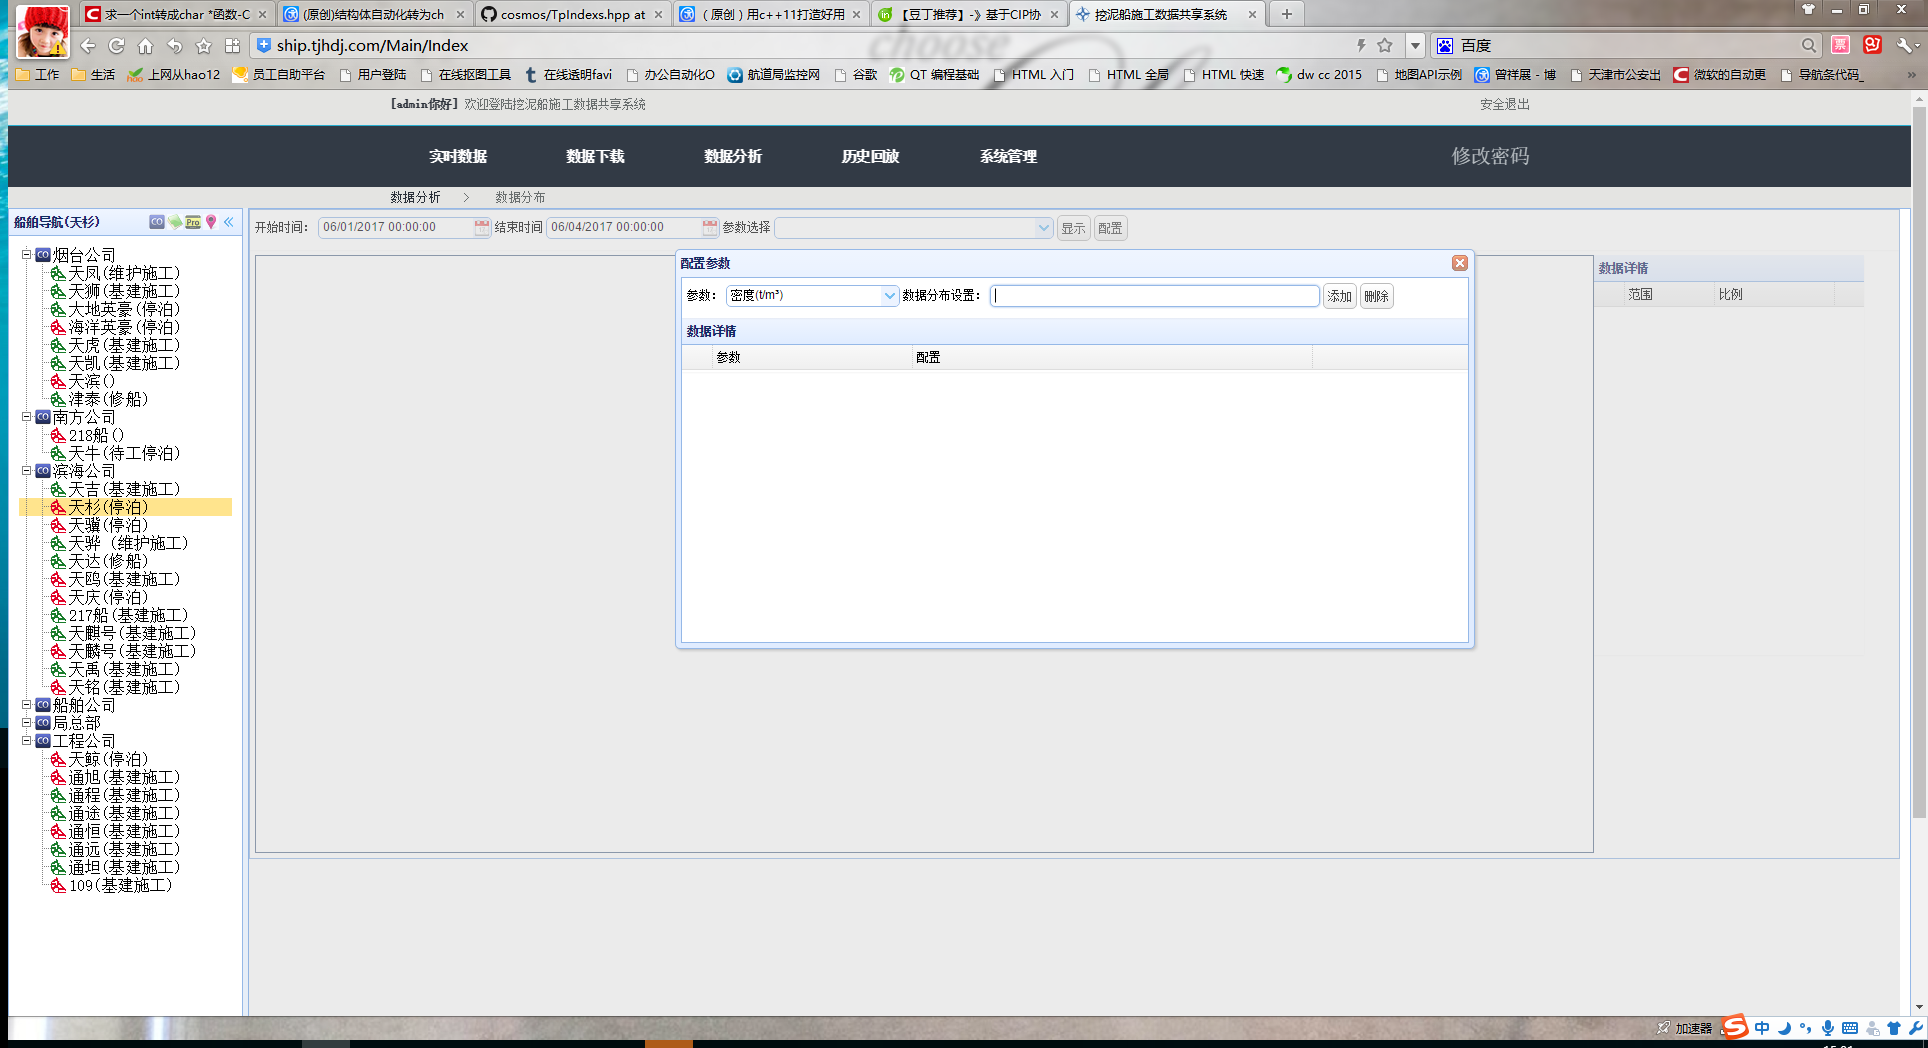 求一个int转成char *函数-C
(原创)结构体自动化转为ch
cosmos/TpIndexs.hpp at
（原创）用c++11打造好用
【豆丁推荐】-》基于CIP协
挖泥船施工数据共享系统
ship.tjhdj.com/Main/Index
百度
工作
生活
上网从hao12
员工自助平台
用户登陆
在线抠图工具
在线透明favi
办公自动化O
航道局监控网
谷歌
QT 编程基础
HTML 入门
HTML 全局
HTML 快速
dw cc 2015
地图API示例
曾祥展 - 博
天津市公安出
微软的自动更
导航条代码_
[admin你好] 欢迎登陆挖泥船施工数据共享系统
安全退出
实时数据
数据下载
数据分析
历史回放
系统管理
修改密码
数据分析
数据分布
船舶导航(天杉)
开始时间：
06/01/2017 00:00:00
结束时间
06/04/2017 00:00:00
参数选择
显示
配置
烟台公司
天凤(维护施工)
天狮(基建施工)
大地英豪(停泊)
海洋英豪(停泊)
天虎(基建施工)
天凯(基建施工)
天滨()
津泰(修船)
南方公司
218船()
天牛(待工停泊)
滨海公司
天吉(基建施工)
天杉(停泊)
天骥(停泊)
天骅 (维护施工)
天达(修船)
天鸥(基建施工)
天庆(停泊)
217船(基建施工)
天麒号(基建施工)
天麟号(基建施工)
天禹(基建施工)
天铭(基建施工)
船舶公司
局总部
工程公司
天鲸(停泊)
通旭(基建施工)
通程(基建施工)
通途(基建施工)
通恒(基建施工)
通远(基建施工)
通坦(基建施工)
109(基建施工)
配置参数
参数：
密度(t/m³)
数据分布设置：
添加
删除
数据详情
参数
配置
数据详情
范围
比例
加速器
中